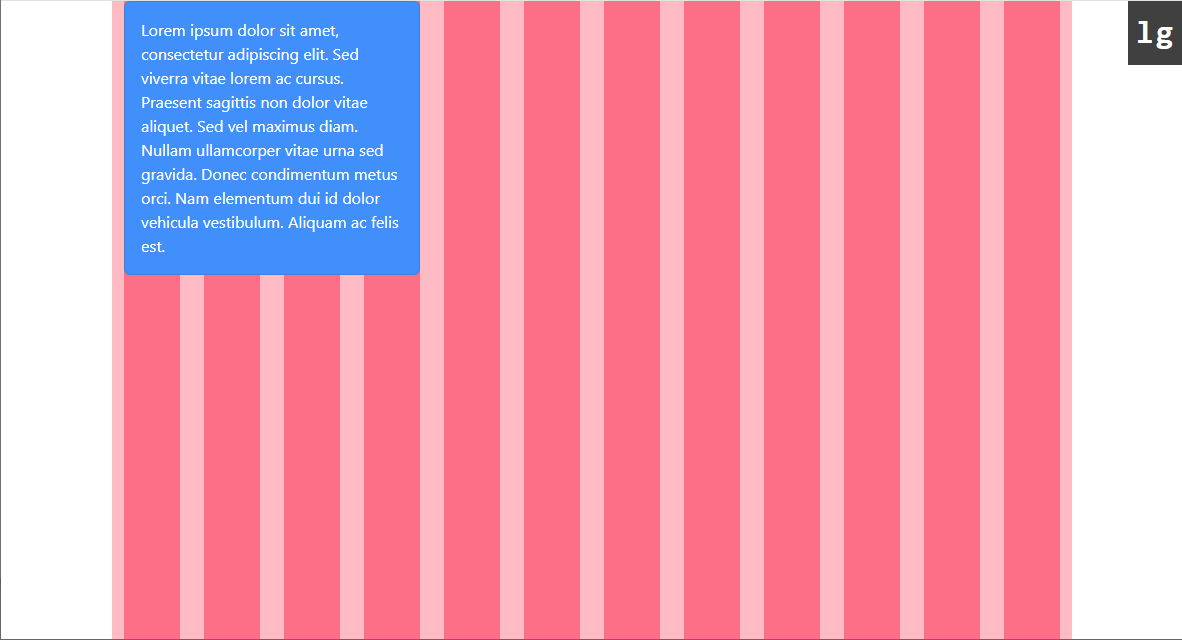 Lorem ipsum dolor sit amet,
consectetur adipiscing elit. Sed
viverra vitae lorem ac cursus.
Praesent sagittis non dolor vitae
aliquet. Sed vel maximus diam.
Nullam ullamcorper vitae urna sed
gravida. Donec condimentum metus
orci. Nam elementum dui id dolor
vehicula vestibulum. Aliquam ac felis
est.
lg